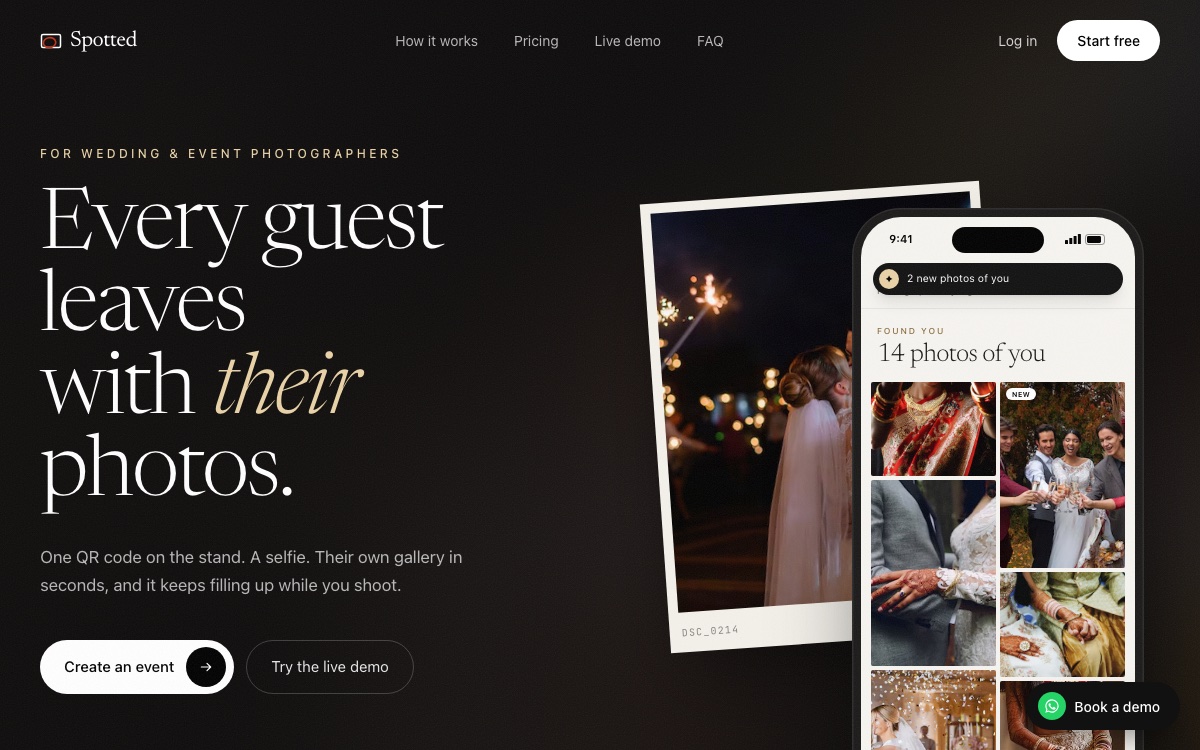 Spotted
How it works
Pricing
Live demo
FAQ
Log in
Start free
FOR WEDDING & EVENT PHOTOGRAPHERS
Every guest
leaves
with their
photos.
One QR code on the stand. A selfie. Their own gallery in
seconds, and it keeps filling up while you shoot.
Create an event
Try the live demo
DSC_0214
9:41
2 new photos of you
FOUND YOU
14 photos of you
NEW
Book a demo